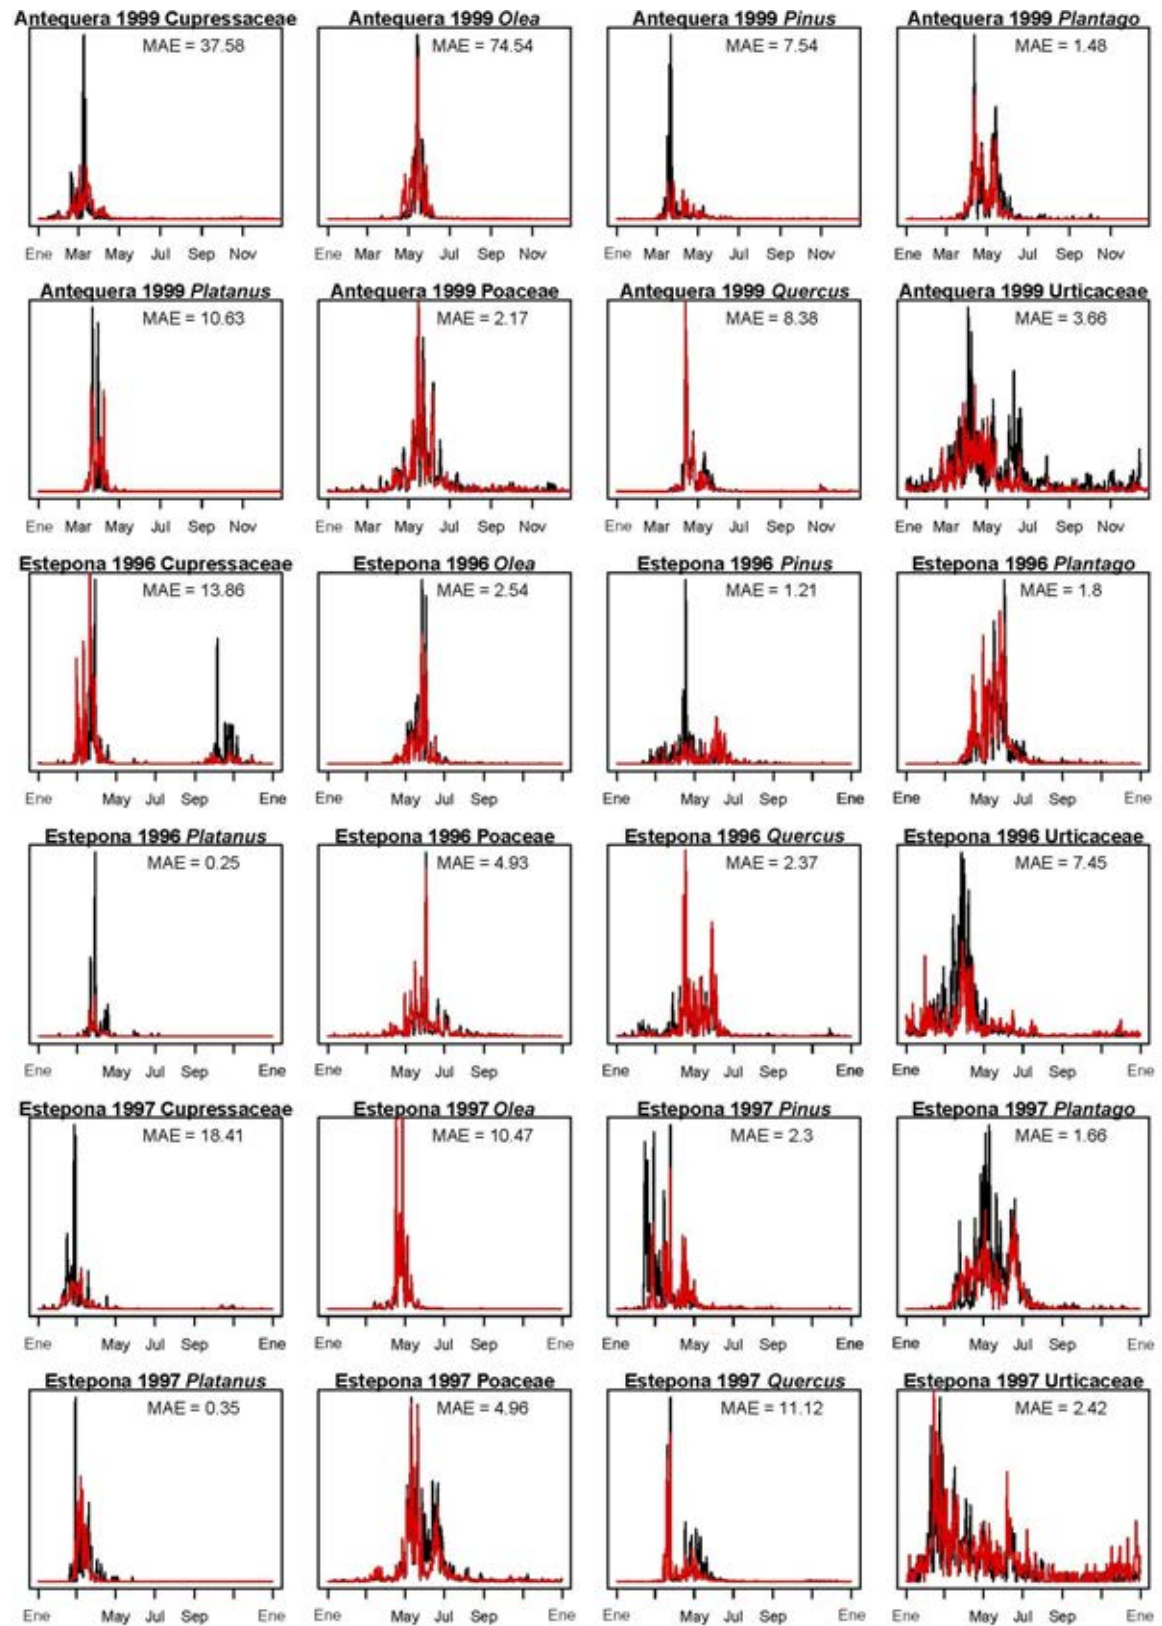 Antequera 1999 Cupressaceae Antequera 1999 Olea Antequera 1999 Pinus Antequera 1999 Plantago
MAE = 37.58 MAE = 74.54 MAE = 7.54 MAE = 1.48
Ene Mar May Jul Sep Nov Ene Mar May Jul Sep Nov Ene Mar May Jul Sep Nov Ene Mar May Jul Sep Nov
Antequera 1999 Platanus Antequera 1999 Poaceae Antequera 1999 Quercus Antequera 1999 Urticaceae
MAE = 10.63 MAE = 2.17 MAE = 8.38 MAE = 3.66
Ene Mar May Jul Sep Nov Ene Mar May Jul Sep Nov Ene Mar May Jul Sep Nov Ene Mar May Jul Sep Nov
Estepona 1996 Cupressaceae Estepona 1996 Olea Estepona 1996 Pinus Estepona 1996 Plantago
MAE = 13.86 MAE = 2.54 MAE = 1.21 MAE = 1.8
Ene May Jul Sep Ene Ene May Jul Sep Ene May Jul Sep Ene Ene May Jul Sep Ene
Estepona 1996 Platanus Estepona 1996 Poaceae Estepona 1996 Quercus Estepona 1996 Urticaceae
MAE = 0.25 MAE = 4.93 MAE = 2.37 MAE = 7.45
Ene May Jul Sep Ene Ene May Jul Sep Ene May Jul Sep Ene Ene May Jul Sep Ene
Estepona 1997 Cupressaceae Estepona 1997 Olea Estepona 1997 Pinus Estepona 1997 Plantago
MAE = 18.41 MAE = 10.47 MAE = 2.3 MAE = 1.66
Ene May Jul Sep Ene Ene May Jul Sep Ene Ene May Jul Sep Ene Ene May Jul Sep Ene
Estepona 1997 Platanus Estepona 1997 Poaceae Estepona 1997 Quercus Estepona 1997 Urticaceae
MAE = 0.35 MAE = 4.96 MAE = 11.12 MAE = 2.42
Ene May Jul Sep Ene Ene May Jul Sep Ene Ene May Jul Sep Ene Ene May Jul Sep Ene